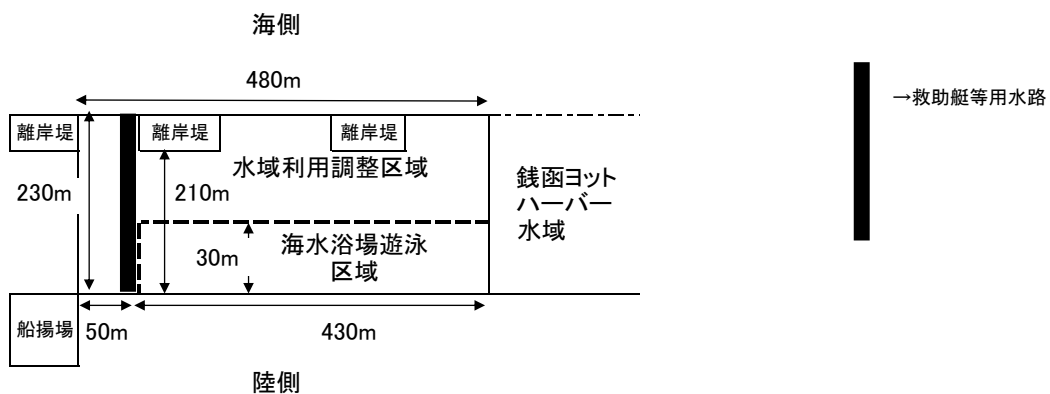 海側
480m
→救助艇等用水路
離岸堤
離岸堤
離岸堤
水域利用調整区域
230m
210m
銭函ヨット
ハーバー
水域
海水浴場遊泳
区域
30m
船揚場
50m
430m
陸側